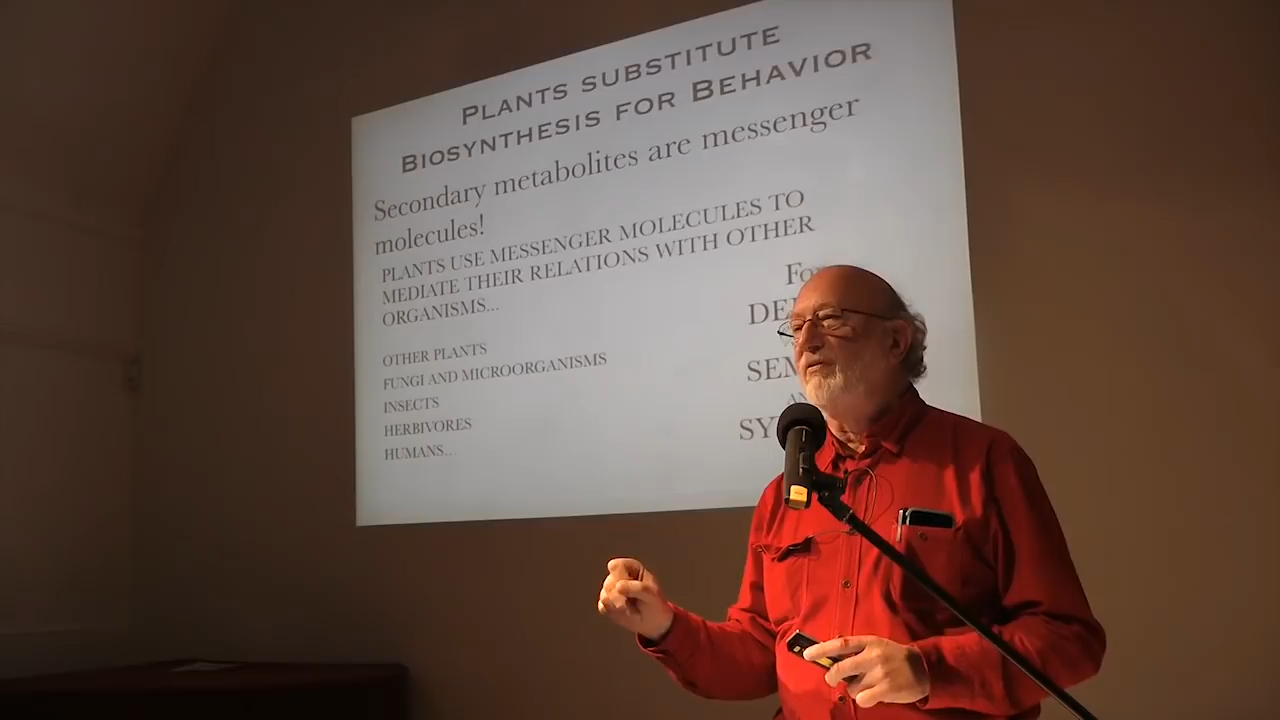 PLANTS SUBSTITUTE
BIOSYNTHESIS FOR BEHAVIOR
Secondary metabolites are messenger
molecules!
PLANTS USE MESSENGER MOLECULES TO
MEDIATE THEIR RELATIONS WITH OTHER
ORGANISMS...
OTHER PLANTS
FUNGI AND MICROORGANISMS
INSECTS
HERBIVORES
HUMANS...